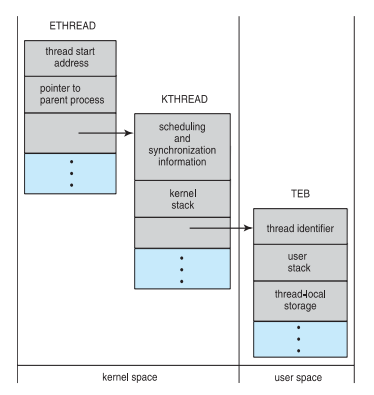 ETHREAD
thread start
address
pointer to
parent process
KTHREAD
scheduling
and
synchronization
information
kernel
stack
TEB
thread identifier
user
stack
thread-local
storage
kernel space
user space